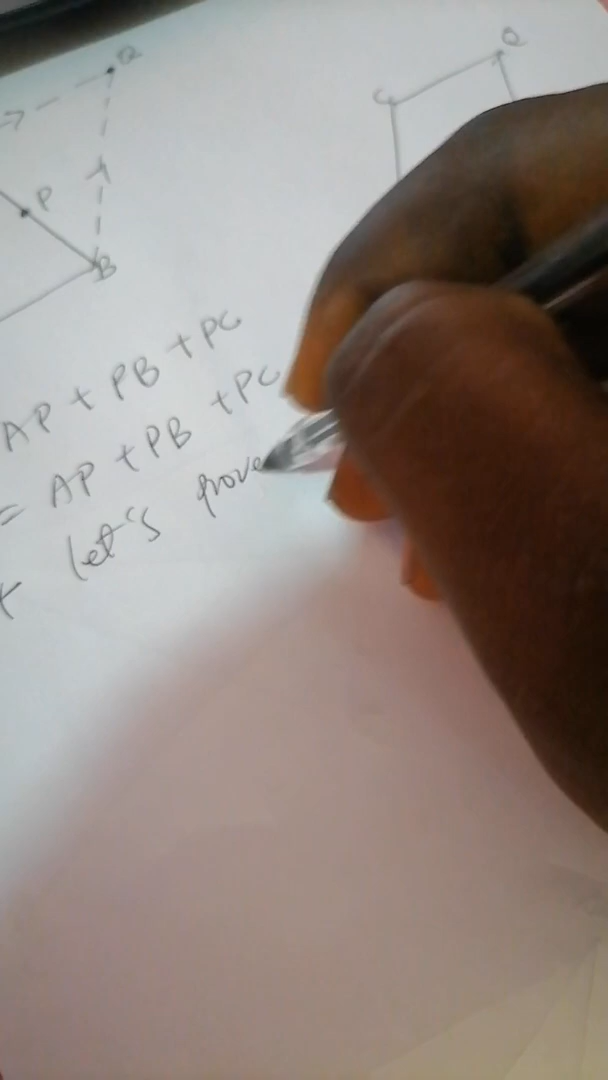 Q
C
Q
P
B
AP + PB + PC
= AP + PB + PC
let's prove